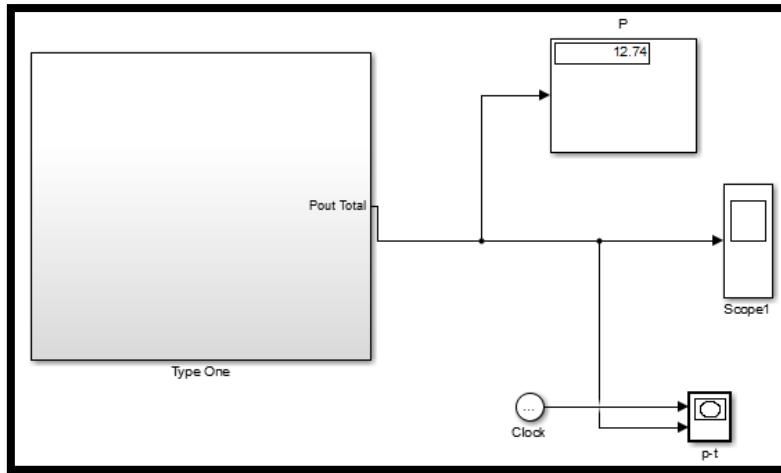 P
12.74
Pout Total
Type One
Scope1
...
Clock
p-t